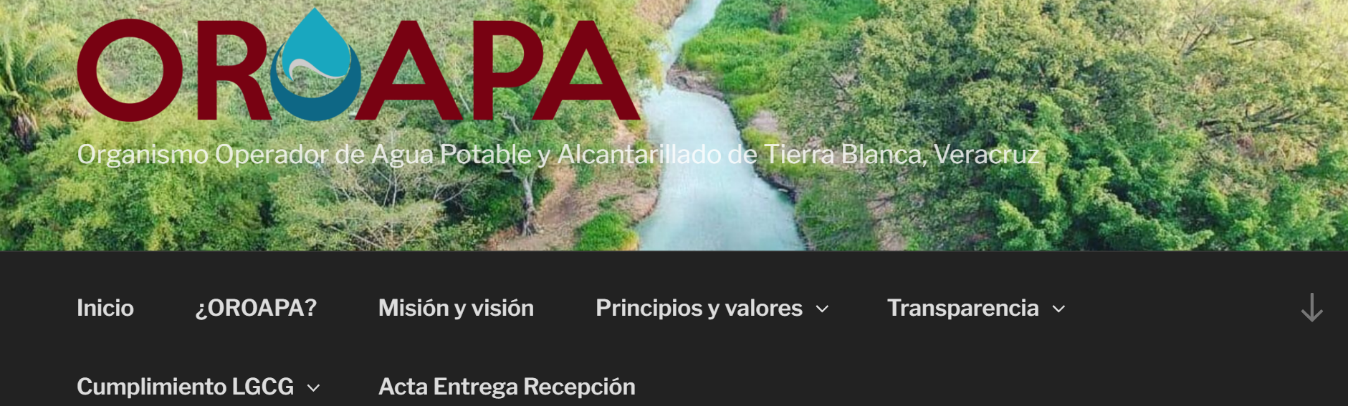 OROAPA
Organismo Operador de Agua Potable y Alcantarillado de Tierra Blanca, Veracruz
Inicio ¿OROAPA? Misión y visión Principios y valores Transparencia
Cumplimiento LGCG Acta Entrega Recepción